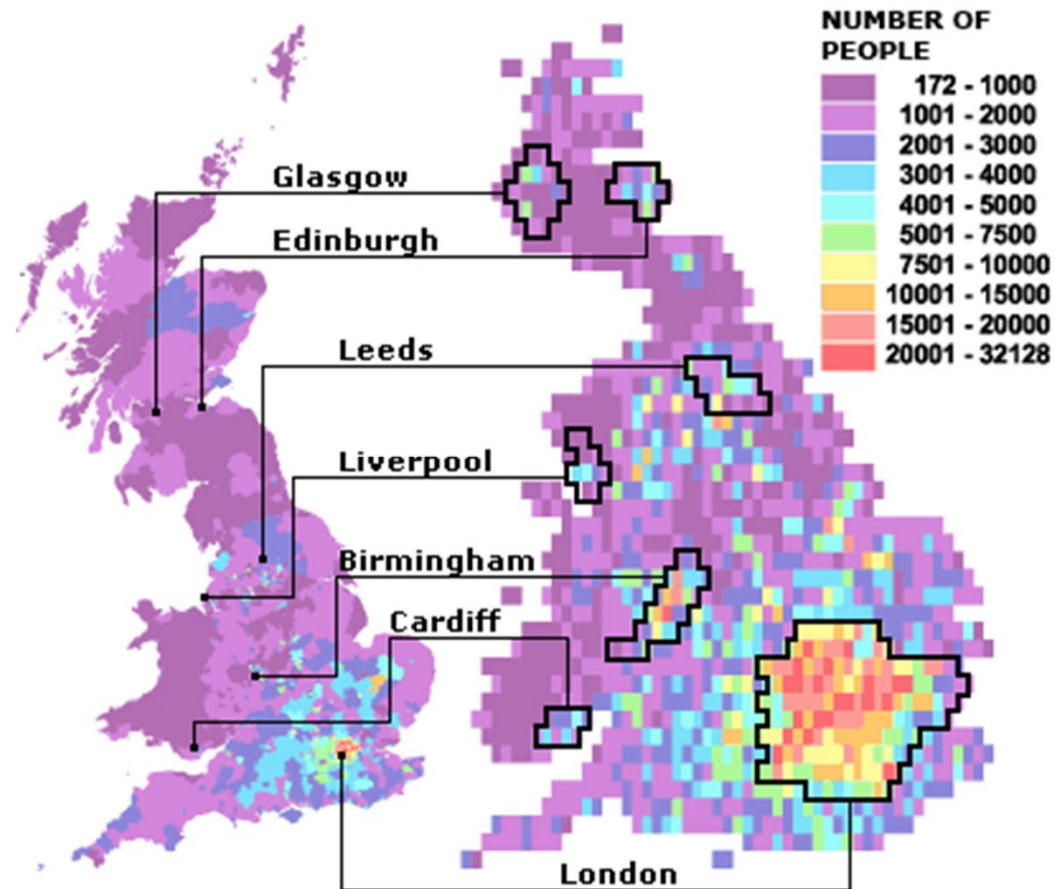 NUMBER OF
PEOPLE
172 - 1000
1001 - 2000
2001 - 3000
3001 - 4000
4001 - 5000
5001 - 7500
7501 - 10000
10001 - 15000
15001 - 20000
20001 - 32128
Glasgow
Edinburgh
Leeds
Liverpool
Birmingham
Cardiff
London